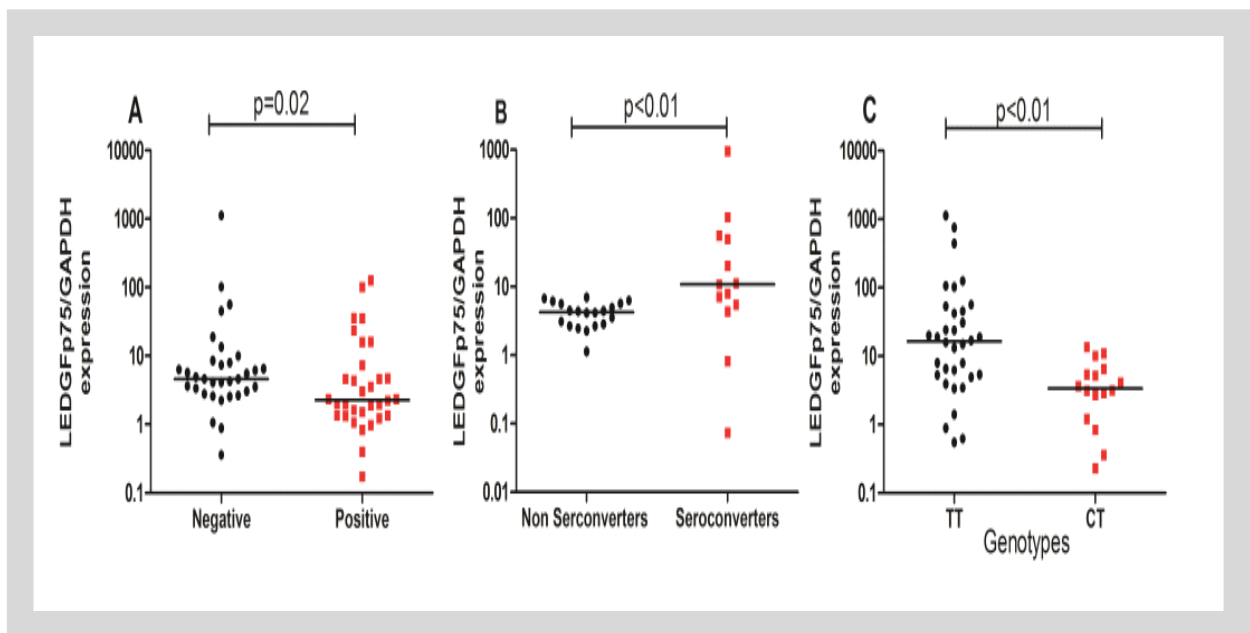 A
p=0.02
LEDGFp75/GAPDH
expression
10000
1000
100
10
1
0.1
Negative
Positive
B
p<0.01
LEDGFp75/GAPDH
expression
1000
100
10
1
0.1
0.01
Non Serconverters
Seroconverters
C
p<0.01
LEDGFp75/GAPDH
expression
10000
1000
100
10
1
0.1
TT
CT
Genotypes